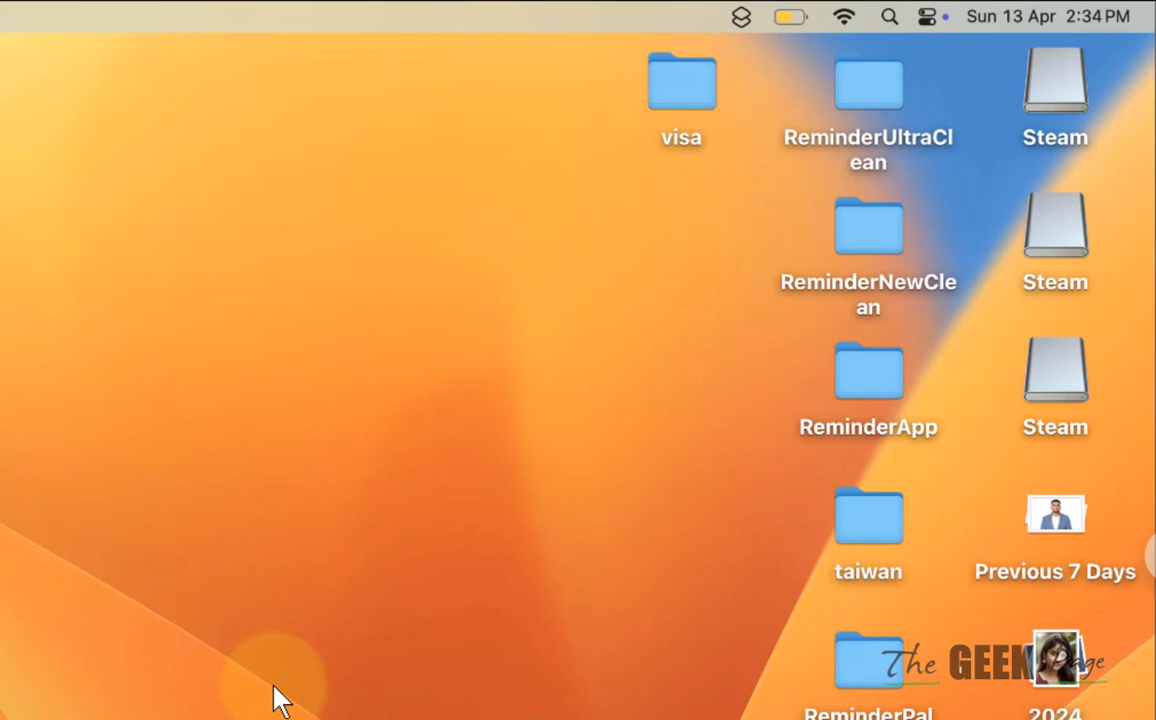 Sun 13 Apr 2:34 PM
visa
ReminderUltraCl
ean
Steam
ReminderNewCle
an
Steam
ReminderApp
Steam
taiwan
Previous 7 Days
The GEEK Page
ReminderPal
2024